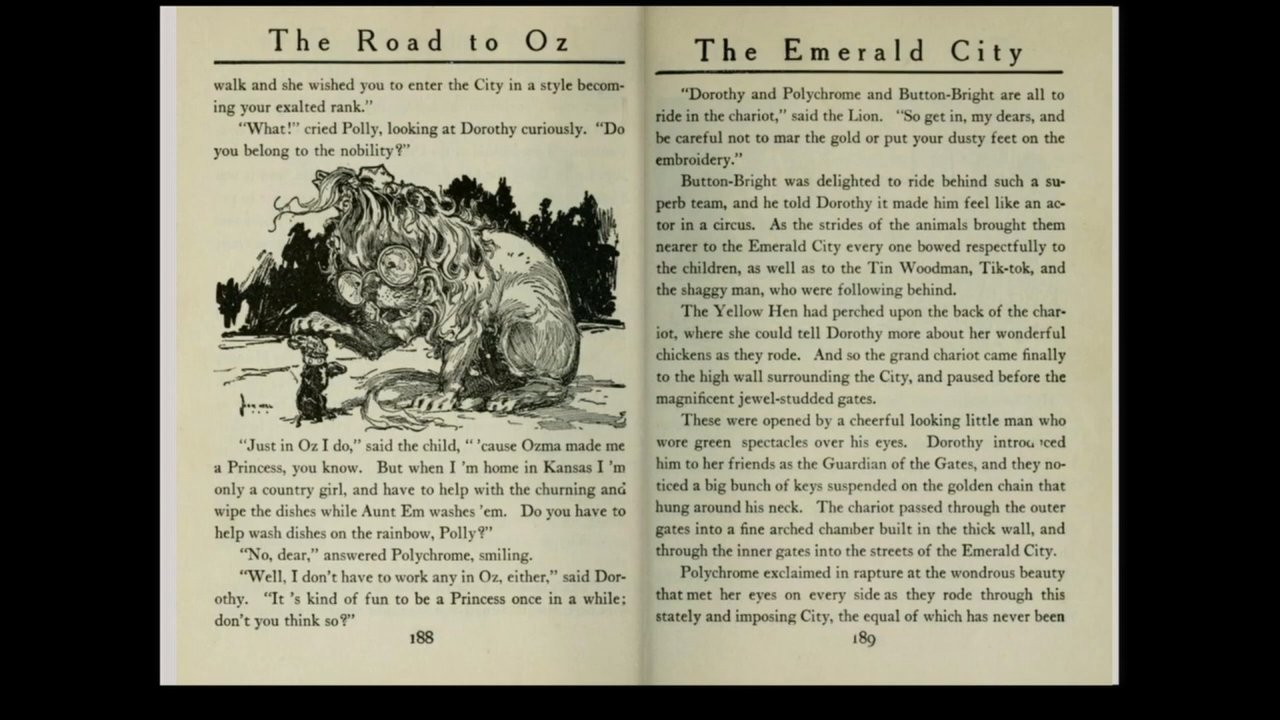 The Road to Oz
walk and she wished you to enter the City in a style becom-
ing your exalted rank.”
“What!” cried Polly, looking at Dorothy curiously. “Do
you belong to the nobility?”
“Just in Oz I do,” said the child, “ ’cause Ozma made me
a Princess, you know. But when I ’m home in Kansas I ’m
only a country girl, and have to help with the churning and
wipe the dishes while Aunt Em washes ’em. Do you have to
help wash dishes on the rainbow, Polly?”
“No, dear,” answered Polychrome, smiling.
“Well, I don’t have to work any in Oz, either,” said Dor-
othy. “It ’s kind of fun to be a Princess once in a while;
don’t you think so?”
188
The Emerald City
“Dorothy and Polychrome and Button-Bright are all to
ride in the chariot,” said the Lion. “So get in, my dears, and
be careful not to mar the gold or put your dusty feet on the
embroidery.”
Button-Bright was delighted to ride behind such a su-
perb team, and he told Dorothy it made him feel like an ac-
tor in a circus. As the strides of the animals brought them
nearer to the Emerald City every one bowed respectfully to
the children, as well as to the Tin Woodman, Tik-tok, and
the shaggy man, who were following behind.
The Yellow Hen had perched upon the back of the char-
iot, where she could tell Dorothy more about her wonderful
chickens as they rode. And so the grand chariot came finally
to the high wall surrounding the City, and paused before the
magnificent jewel-studded gates.
These were opened by a cheerful looking little man who
wore green spectacles over his eyes. Dorothy introduced
him to her friends as the Guardian of the Gates, and they no-
ticed a big bunch of keys suspended on the golden chain that
hung around his neck. The chariot passed through the outer
gates into a fine arched chamber built in the thick wall, and
through the inner gates into the streets of the Emerald City.
Polychrome exclaimed in rapture at the wondrous beauty
that met her eyes on every side as they rode through this
stately and imposing City, the equal of which has never been
189